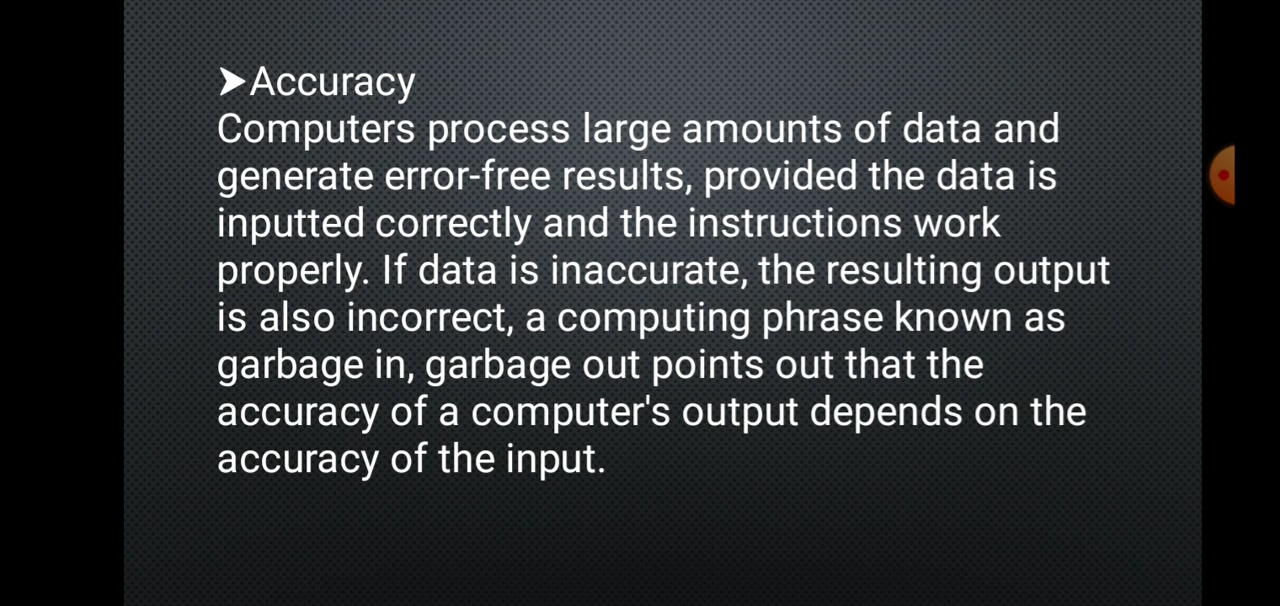 ➤Accuracy
Computers process large amounts of data and
generate error-free results, provided the data is
inputted correctly and the instructions work
properly. If data is inaccurate, the resulting output
is also incorrect, a computing phrase known as
garbage in, garbage out points out that the
accuracy of a computer's output depends on the
accuracy of the input.